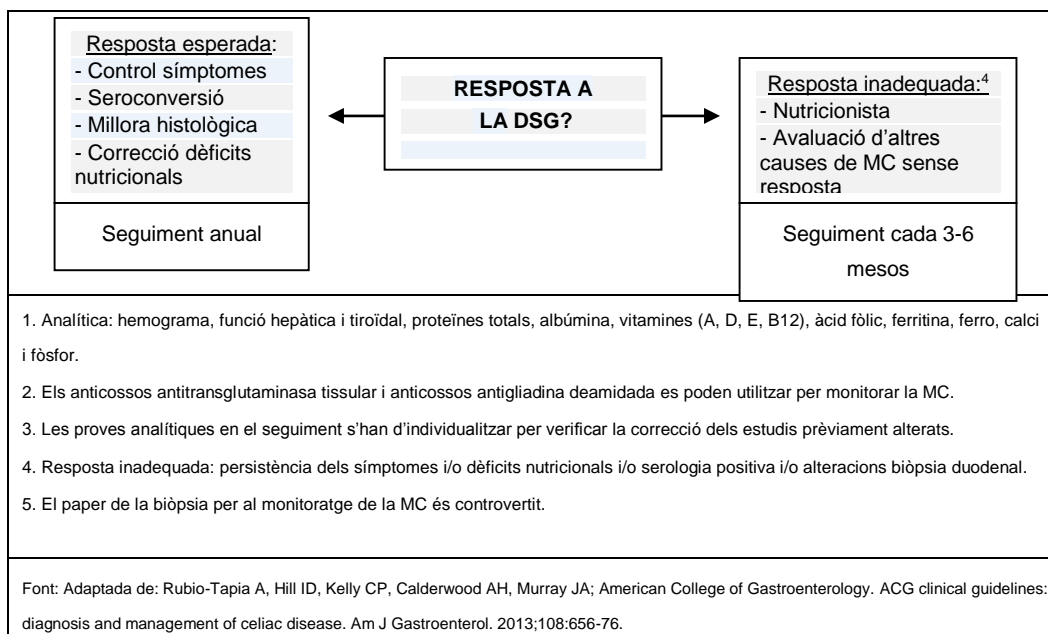 Resposta esperada:
- Control símptomes
- Seroconversió
- Millora histològica
- Correcció dèficits
nutricionals
Seguiment anual
RESPOSTA A
LA DSG?
Resposta inadequada:4
- Nutricionista
- Avaluació d’altres
causes de MC sense
resposta
Seguiment cada 3-6
mesos
1. Analítica: hemograma, funció hepàtica i tiroïdal, proteïnes totals, albúmina, vitamines (A, D, E, B12), àcid fòlic, ferritina, ferro, calci
i fòsfor.
2. Els anticossos antitransglutaminasa tissular i anticossos antigliadina deamidada es poden utilitzar per monitorar la MC.
3. Les proves analítiques en el seguiment s’han d’individualitzar per verificar la correcció dels estudis prèviament alterats.
4. Resposta inadequada: persistència dels símptomes i/o dèficits nutricionals i/o serologia positiva i/o alteracions biòpsia duodenal.
5. El paper de la biòpsia per al monitoratge de la MC és controvertit.
Font: Adaptada de: Rubio-Tapia A, Hill ID, Kelly CP, Calderwood AH, Murray JA; American College of Gastroenterology. ACG clinical guidelines:
diagnosis and management of celiac disease. Am J Gastroenterol. 2013;108:656-76.